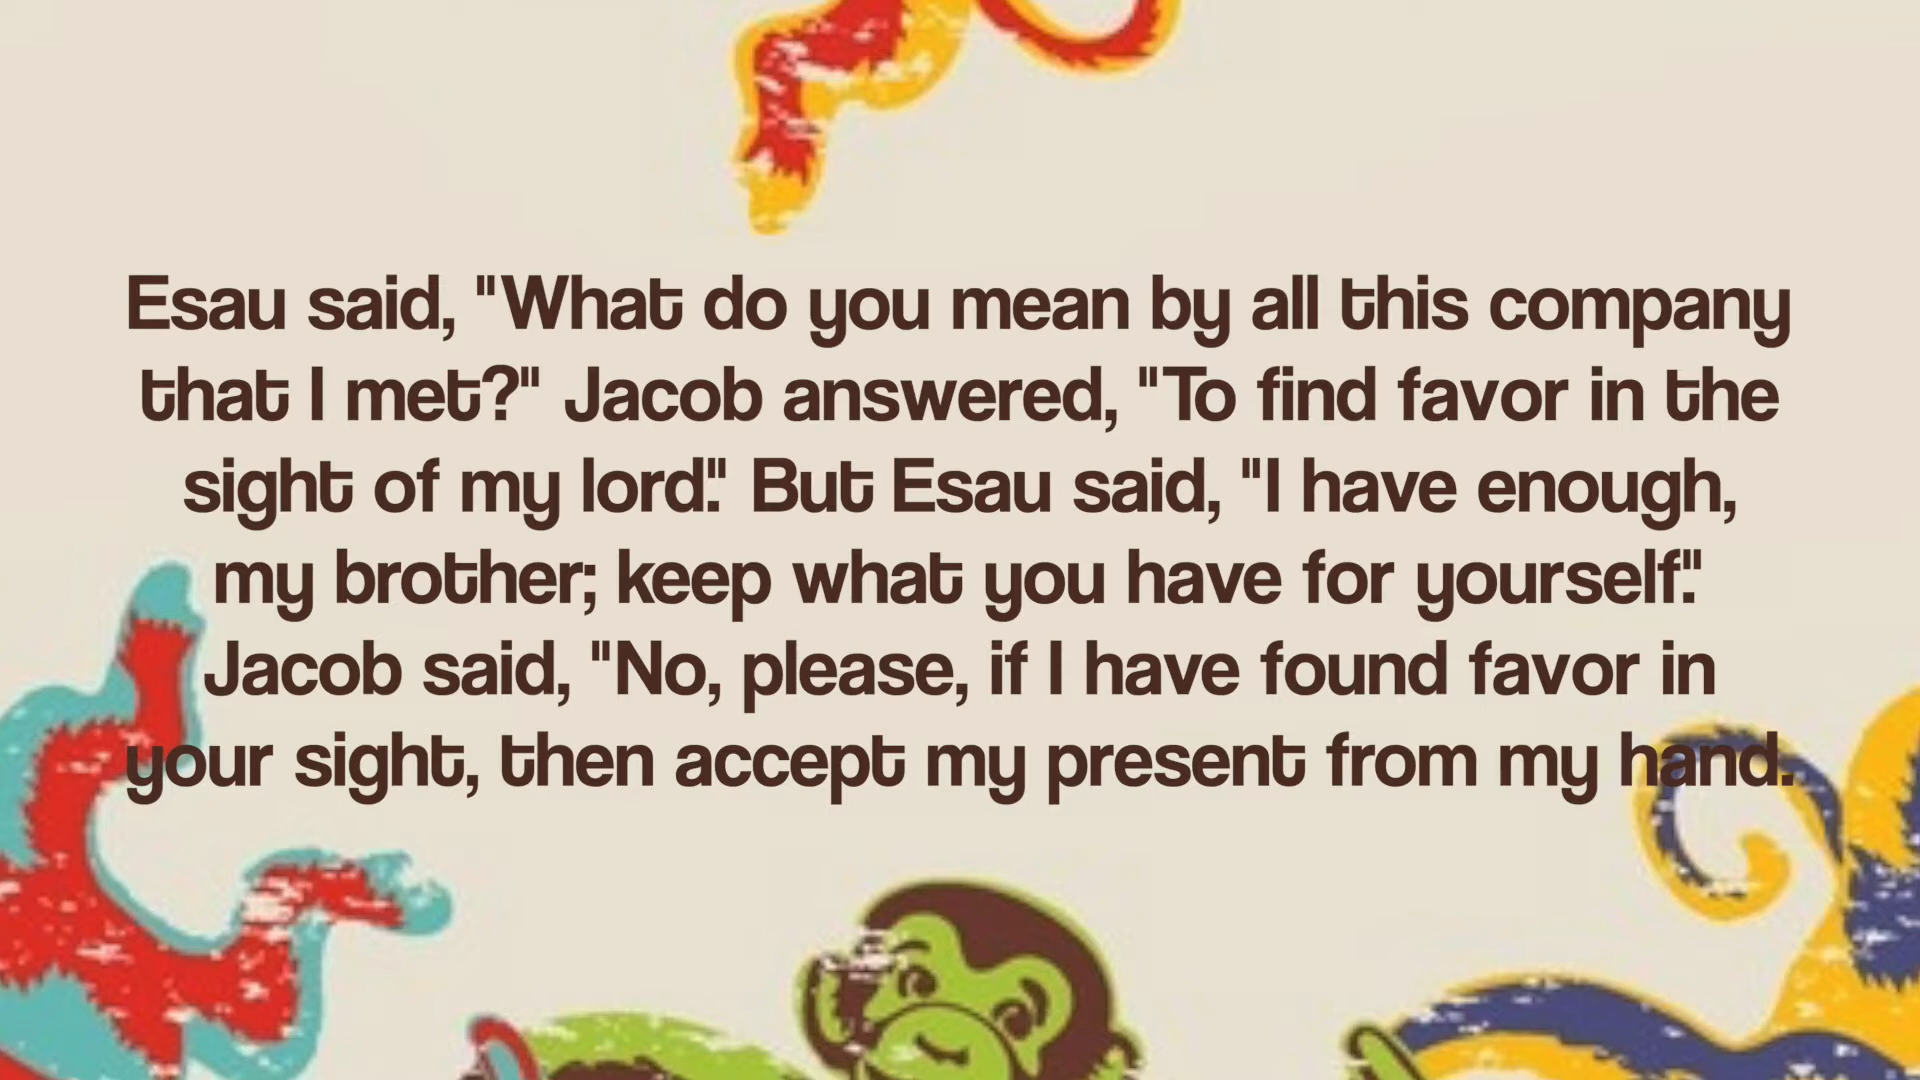 Esau said, "What do you mean by all this company
that I met?" Jacob answered, "To find favor in the
sight of my lord." But Esau said, "I have enough,
my brother; keep what you have for yourself."
Jacob said, "No, please, if I have found favor in
your sight, then accept my present from my hand.